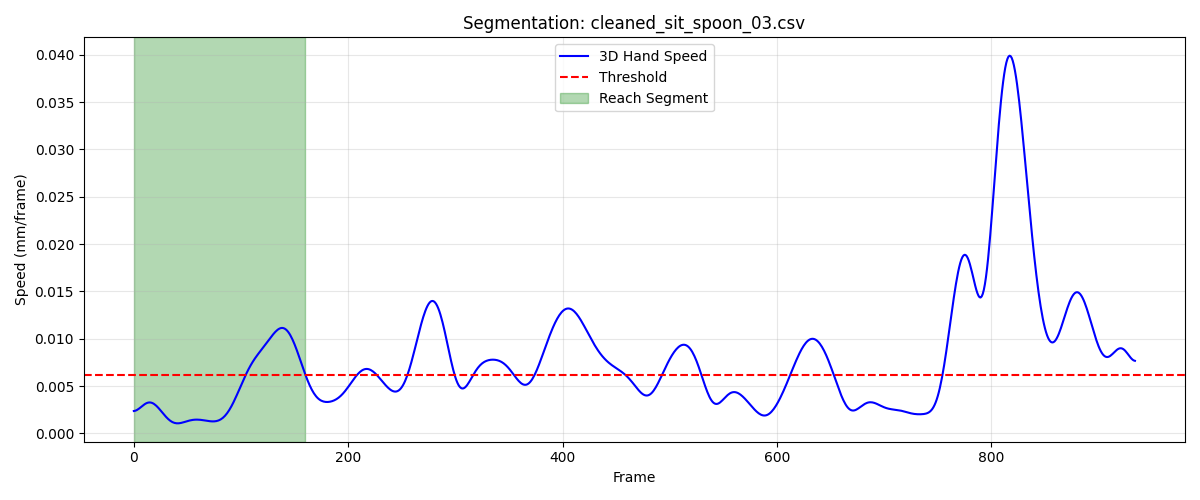 Segmentation: cleaned_sit_spoon_03.csv
3D Hand Speed
Threshold
Reach Segment
Speed (mm/frame)
0.040
0.035
0.030
0.025
0.020
0.015
0.010
0.005
0.000
0 200 400 600 800
Frame